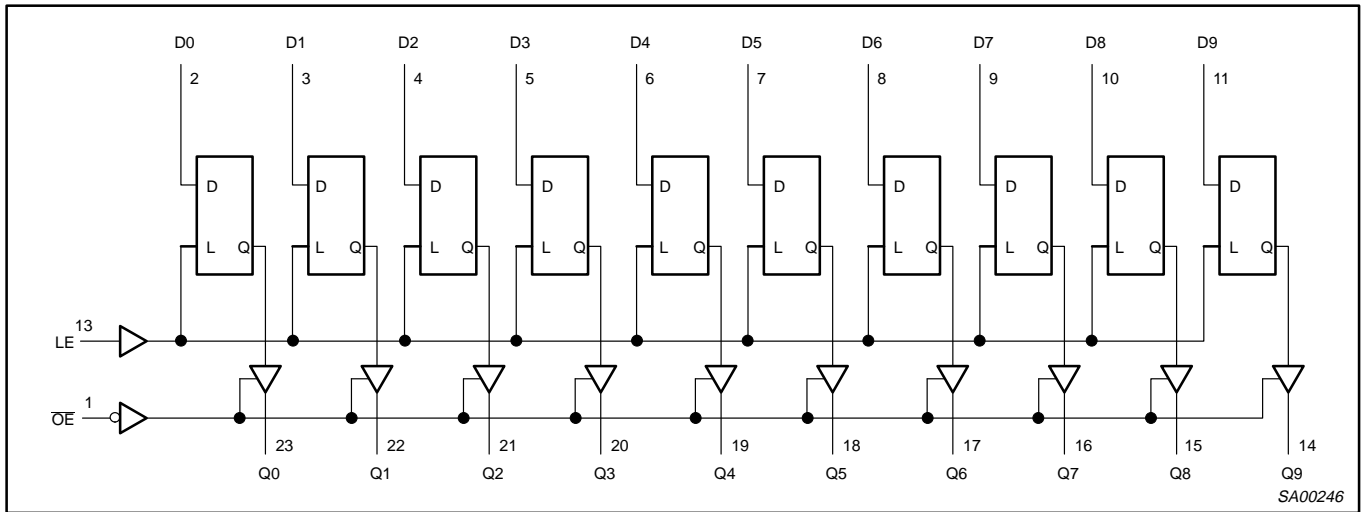 D0 D1 D2 D3 D4 D5 D6 D7 D8 D9
2 3 4 5 6 7 8 9 10 11
D D D D D D D D D D
L Q L Q L Q L Q L Q L Q L Q L Q L Q L Q
13
LE
1
O̅E̅
23 22 21 20 19 18 17 16 15 14
Q0 Q1 Q2 Q3 Q4 Q5 Q6 Q7 Q8 Q9
SA00246